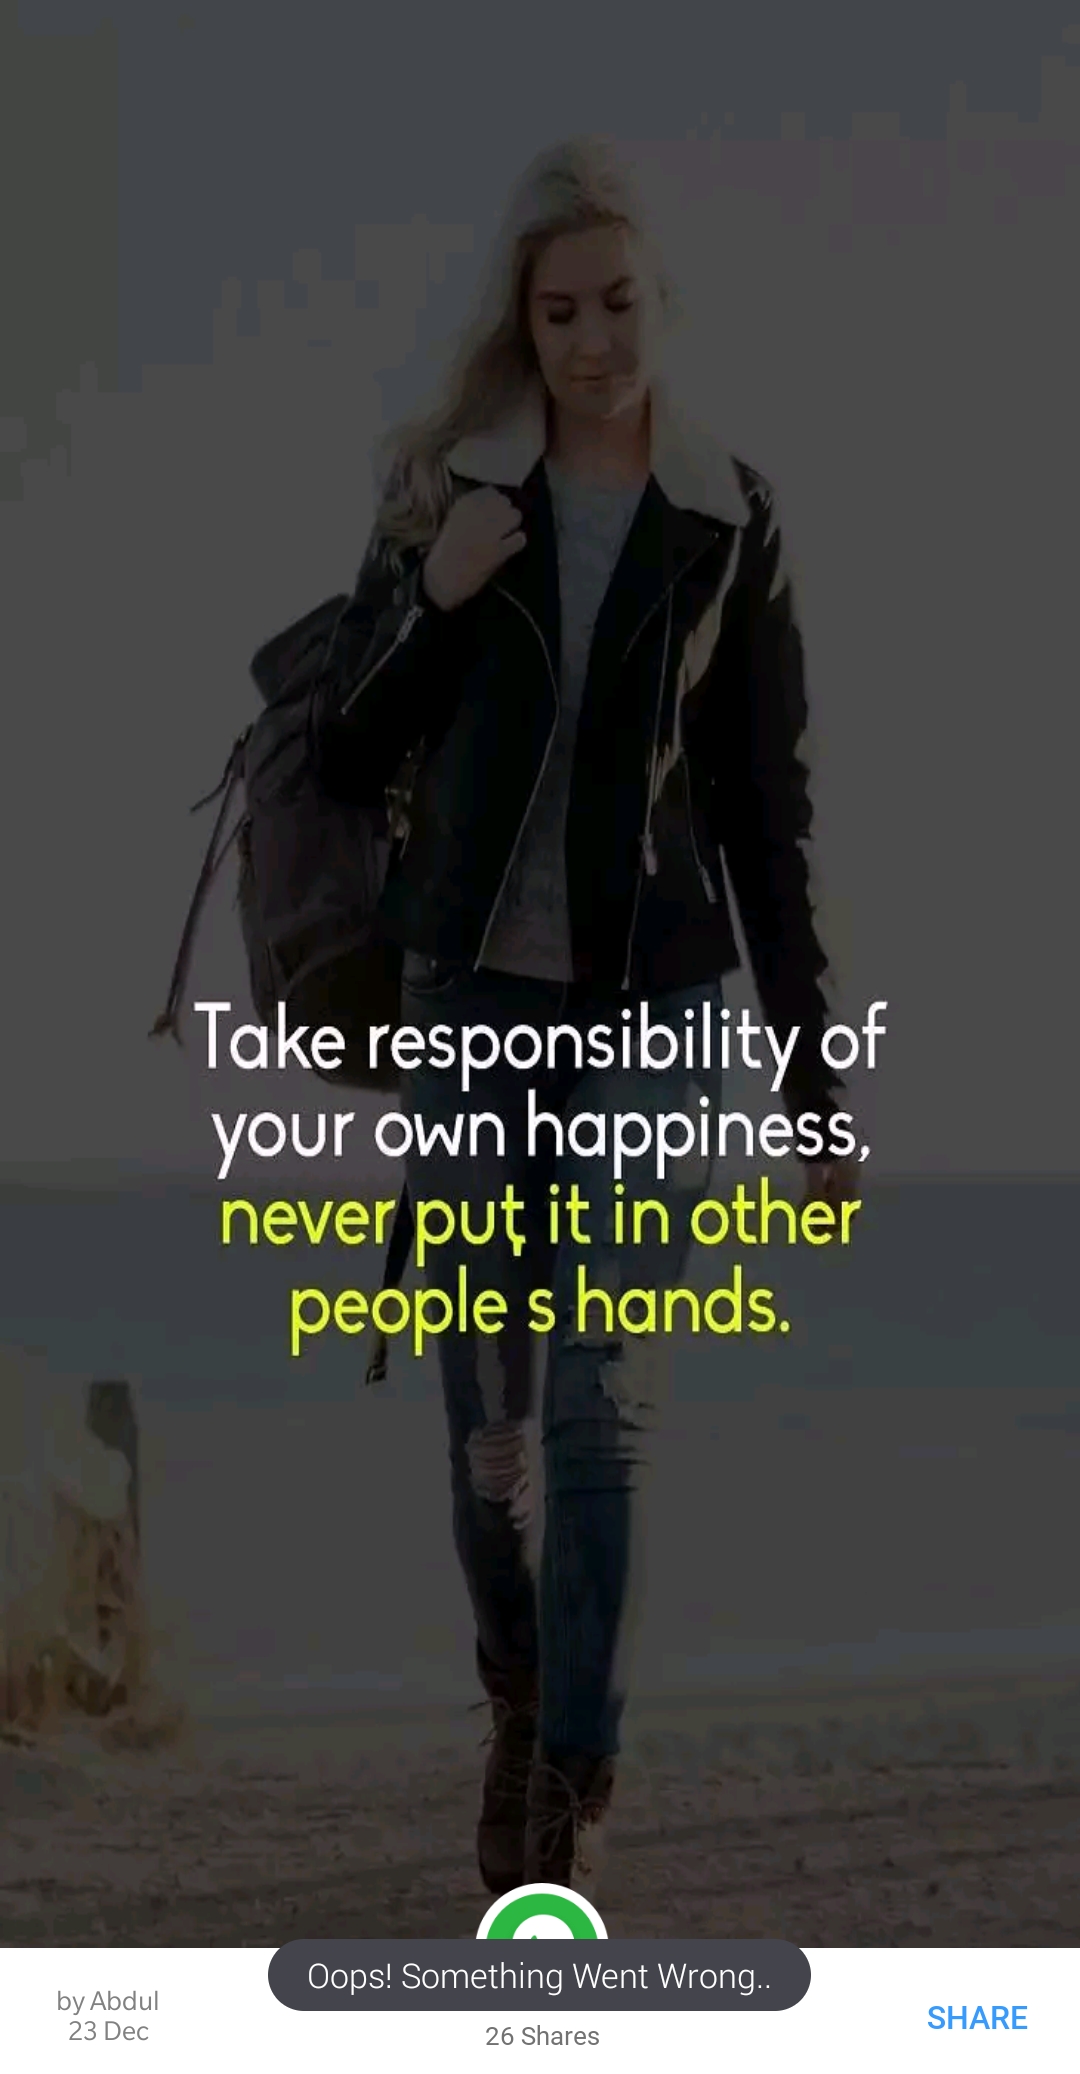 Take responsibility of
your own happiness,
never put, it in other
people s hands.
Oops! Something Went Wrong..
by Abdul
23 Dec
26 Shares
SHARE